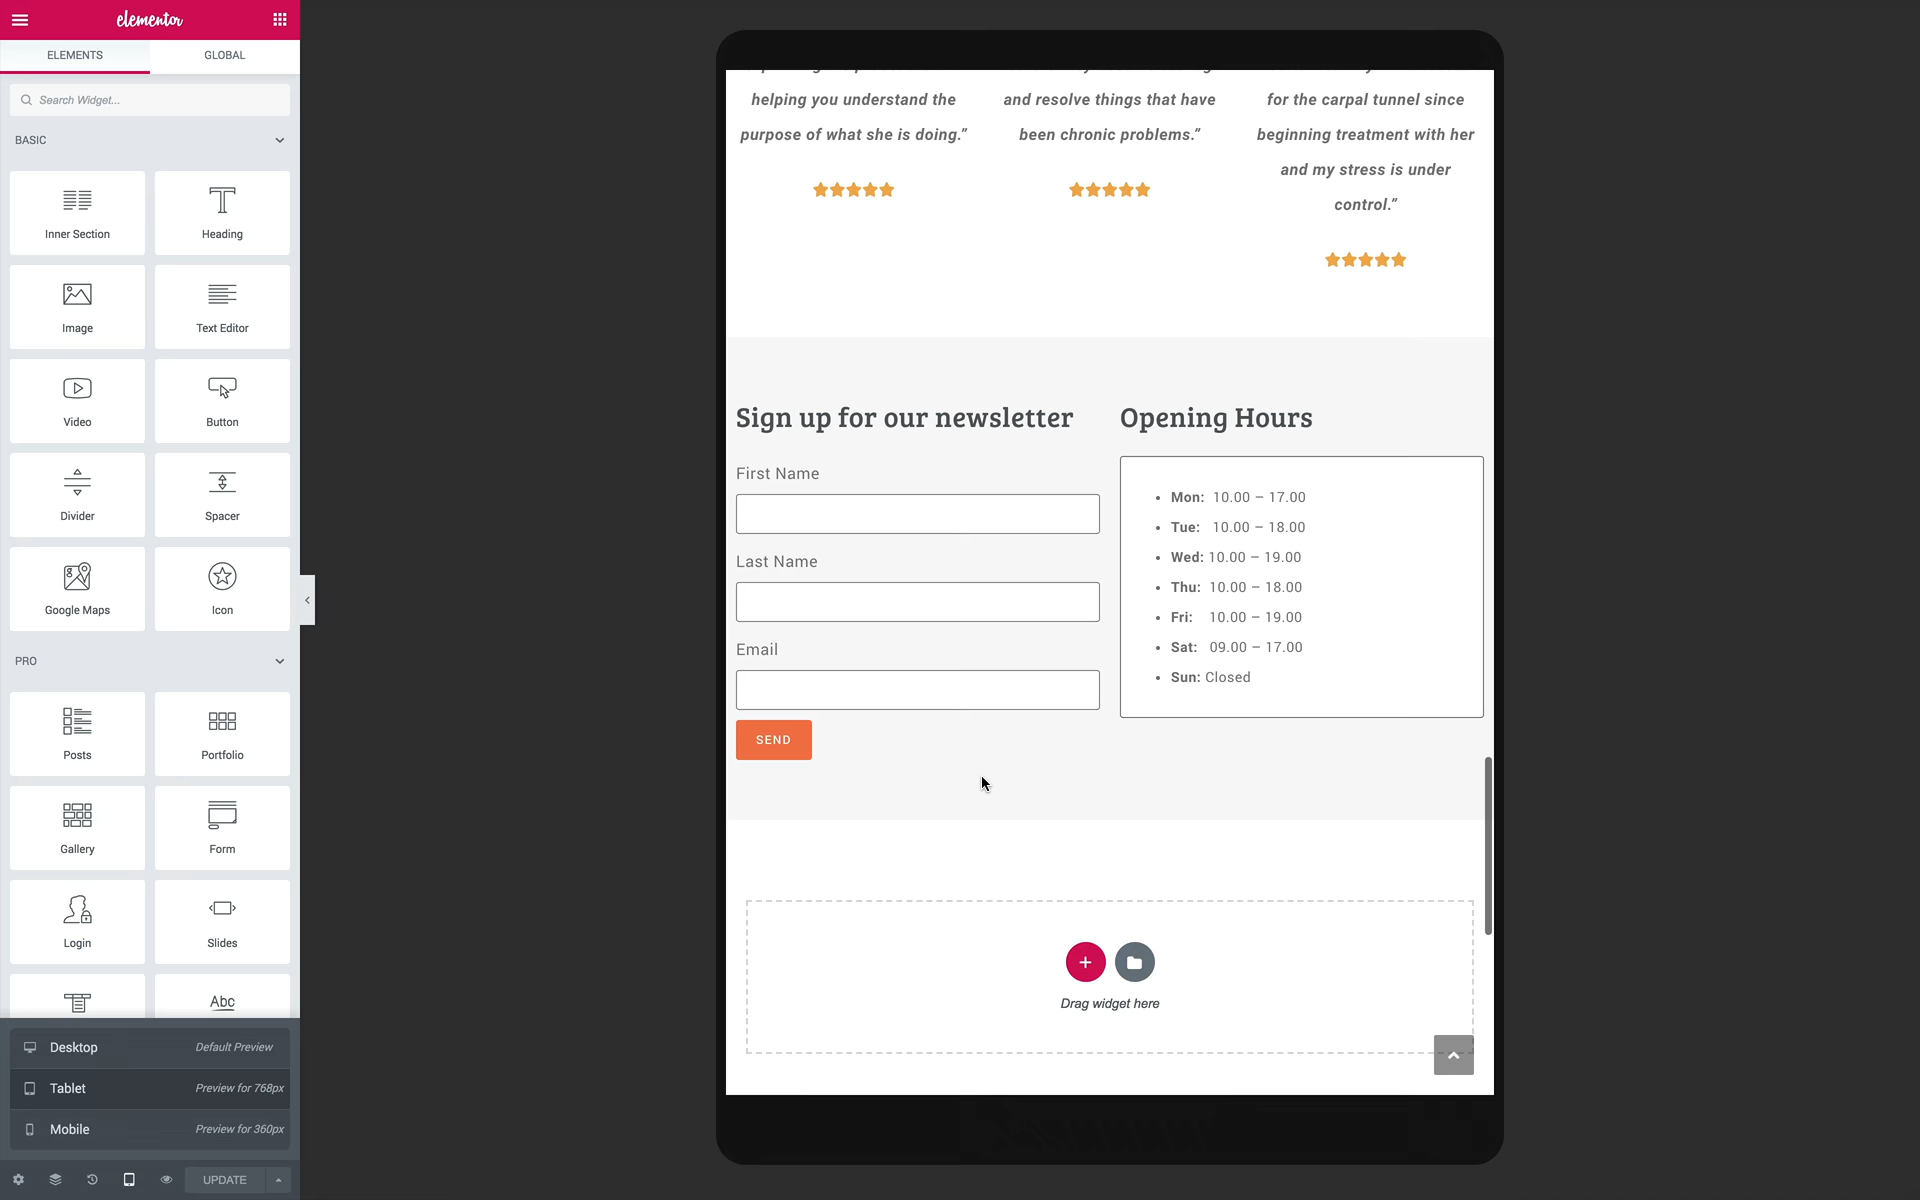 elementor
ELEMENTS
GLOBAL
Search Widget...
BASIC
Inner Section
Heading
Image
Text Editor
Video
Button
Divider
Spacer
Google Maps
Icon
PRO
Posts
Portfolio
Gallery
Form
Login
Slides
Abc
Desktop
Default Preview
Tablet
Preview for 768px
Mobile
Preview for 360px
UPDATE
helping you understand the
purpose of what she is doing.”
and resolve things that have
been chronic problems.”
for the carpal tunnel since
beginning treatment with her
and my stress is under
control.”
Sign up for our newsletter
First Name
Last Name
Email
SEND
Opening Hours
• Mon: 10.00 – 17.00
• Tue: 10.00 – 18.00
• Wed: 10.00 – 19.00
• Thu: 10.00 – 18.00
• Fri: 10.00 – 19.00
• Sat: 09.00 – 17.00
• Sun: Closed
Drag widget here